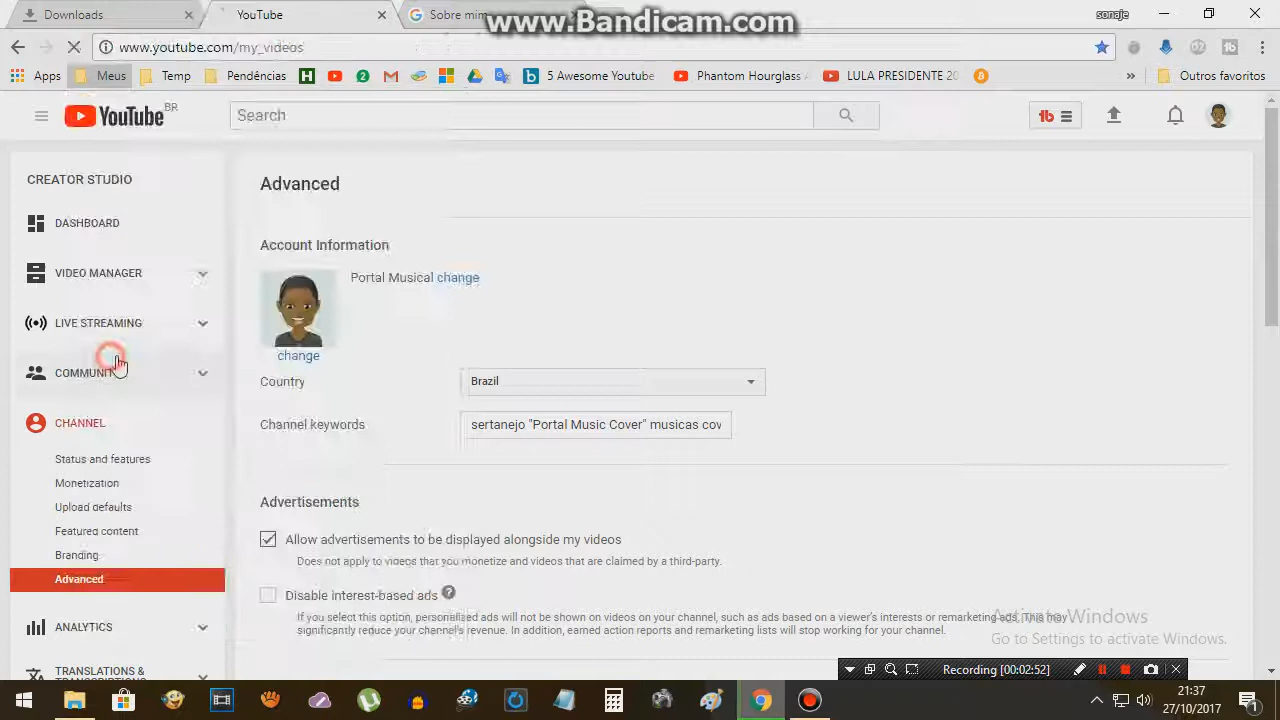 Downloads
YouTube
Sobre mim
www.Bandicam.com
sonaje
www.youtube.com/my_videos
Apps
Meus
Temp
Pendências
5 Awesome Youtube
Phantom Hourglass
LULA PRESIDENTE 20
Outros favoritos
YouTube BR
Search
CREATOR STUDIO
DASHBOARD
VIDEO MANAGER
LIVE STREAMING
COMMUNIT
CHANNEL
Status and features
Monetization
Upload defaults
Featured content
Branding
Advanced
ANALYTICS
TRANSLATIONS &
Advanced
Account Information
Portal Musical change
change
Country
Brazil
Channel keywords
sertanejo "Portal Music Cover" musicas cov
Advertisements
Allow advertisements to be displayed alongside my videos
Does not apply to videos that you monetize and videos that are claimed by a third-party.
Disable interest-based ads
If you select this option, personalized ads will not be shown on videos on your channel, such as ads based on a viewer's interests or remarketing ads. This may
significantly reduce your channel's revenue. In addition, earned action reports and remarketing lists will stop working for your channel.
Activate Windows
Go to Settings to activate Windows.
Recording [00:02:52]
21:37
27/10/2017